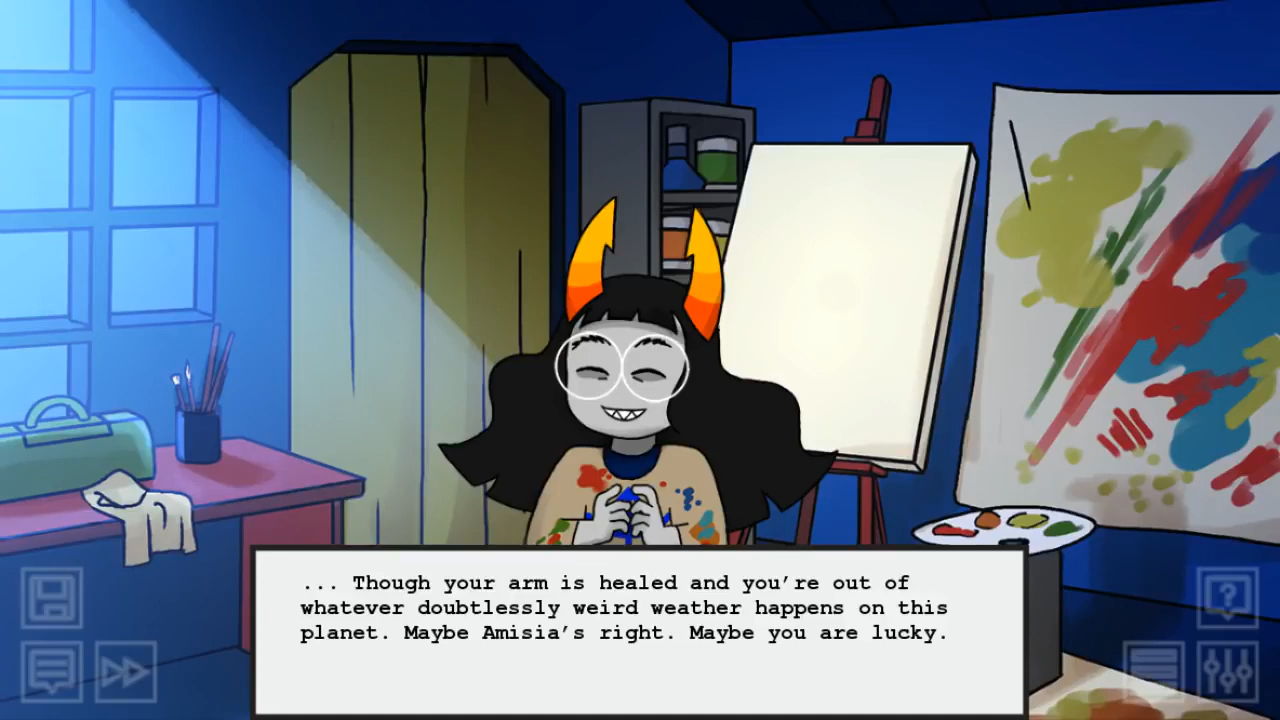 ... Though your arm is healed and you're out of
whatever doubtlessly weird weather happens on this
planet. Maybe Amisia's right. Maybe you are lucky.
?